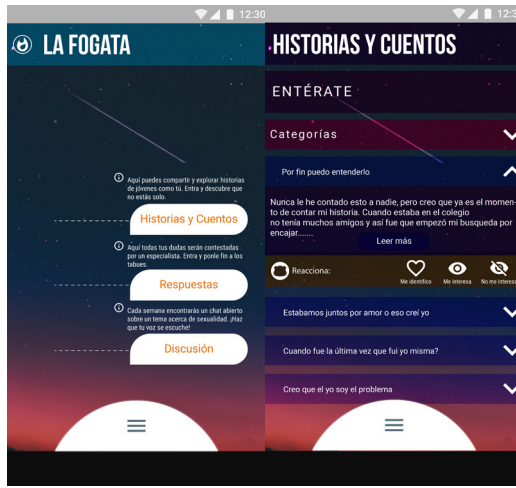 12:30
LA FOGATA
Aquí puedes compartir y explorar historias
de jóvenes como tú. Entra y descubre que
no estás solo.
Historias y Cuentos
Aquí todas tus dudas serán contestadas
por un especialista. Entra y ponle fin a los
tabues.
Respuestas
Cada semana encontrarás un chat abierto
sobre un tema acerca de sexualidad. ¡Haz
que tu voz se escuche!
Discusión
12:3
HISTORIAS Y CUENTOS
ENTÉRATE
Categorías
Por fin puedo entenderlo
Nunca le he contado esto a nadie, pero creo que ya es el momen-
to de contar mi historia. Cuando estaba en el colegio
no tenía muchos amigos y así fue que empezó mi busqueda por
encajar.......
Leer más
Reacciona:
Me identifico Me interesa No me interesa
Estabamos juntos por amor o eso creí yo
Cuando fue la última vez que fui yo misma?
Creo que el yo soy el problema